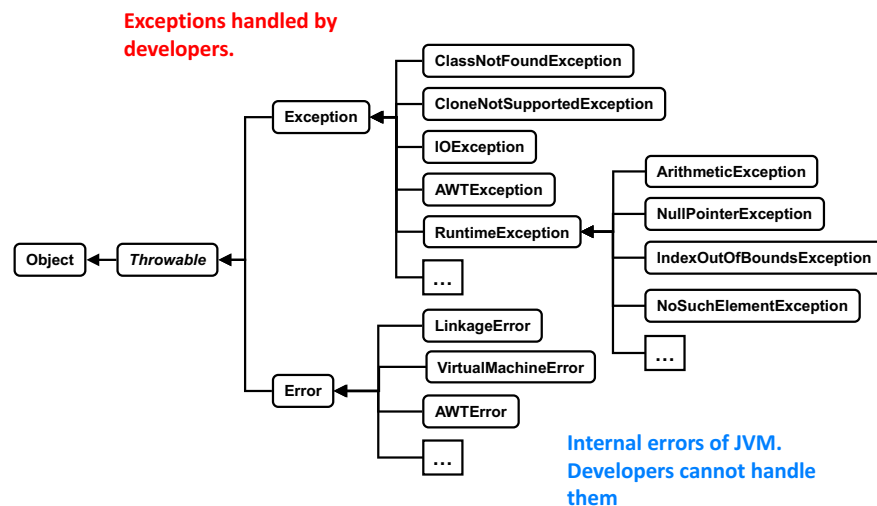 Exceptions handled by
developers.
ClassNotFoundException
CloneNotSupportedException
Exception
IOException
AWTException
ArithmeticException
NullPointerException
RuntimeException
Object
Throwable
IndexOutOfBoundsException
...
NoSuchElementException
LinkageError
...
VirtualMachineError
Error
AWTError
...
Internal errors of JVM.
Developers cannot handle
them